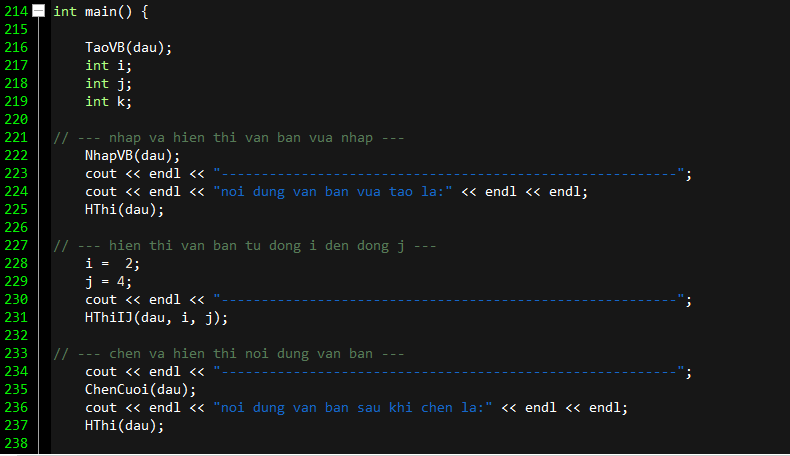 214 int main() {
215
216     TaoVB(dau);
217     int i;
218     int j;
219     int k;
220
221 // --- nhap va hien thi van ban vua nhap ---
222     NhapVB(dau);
223     cout << endl << "---------------------------------------------------------";
224     cout << endl << "noi dung van ban vua tao la:" << endl << endl;
225     HThi(dau);
226
227 // --- hien thi van ban tu dong i den dong j ---
228     i =  2;
229     j = 4;
230     cout << endl << "---------------------------------------------------------";
231     HThiIJ(dau, i, j);
232
233 // --- chen va hien thi noi dung van ban ---
234     cout << endl << "---------------------------------------------------------";
235     ChenCuoi(dau);
236     cout << endl << "noi dung van ban sau khi chen la:" << endl << endl;
237     HThi(dau);
238